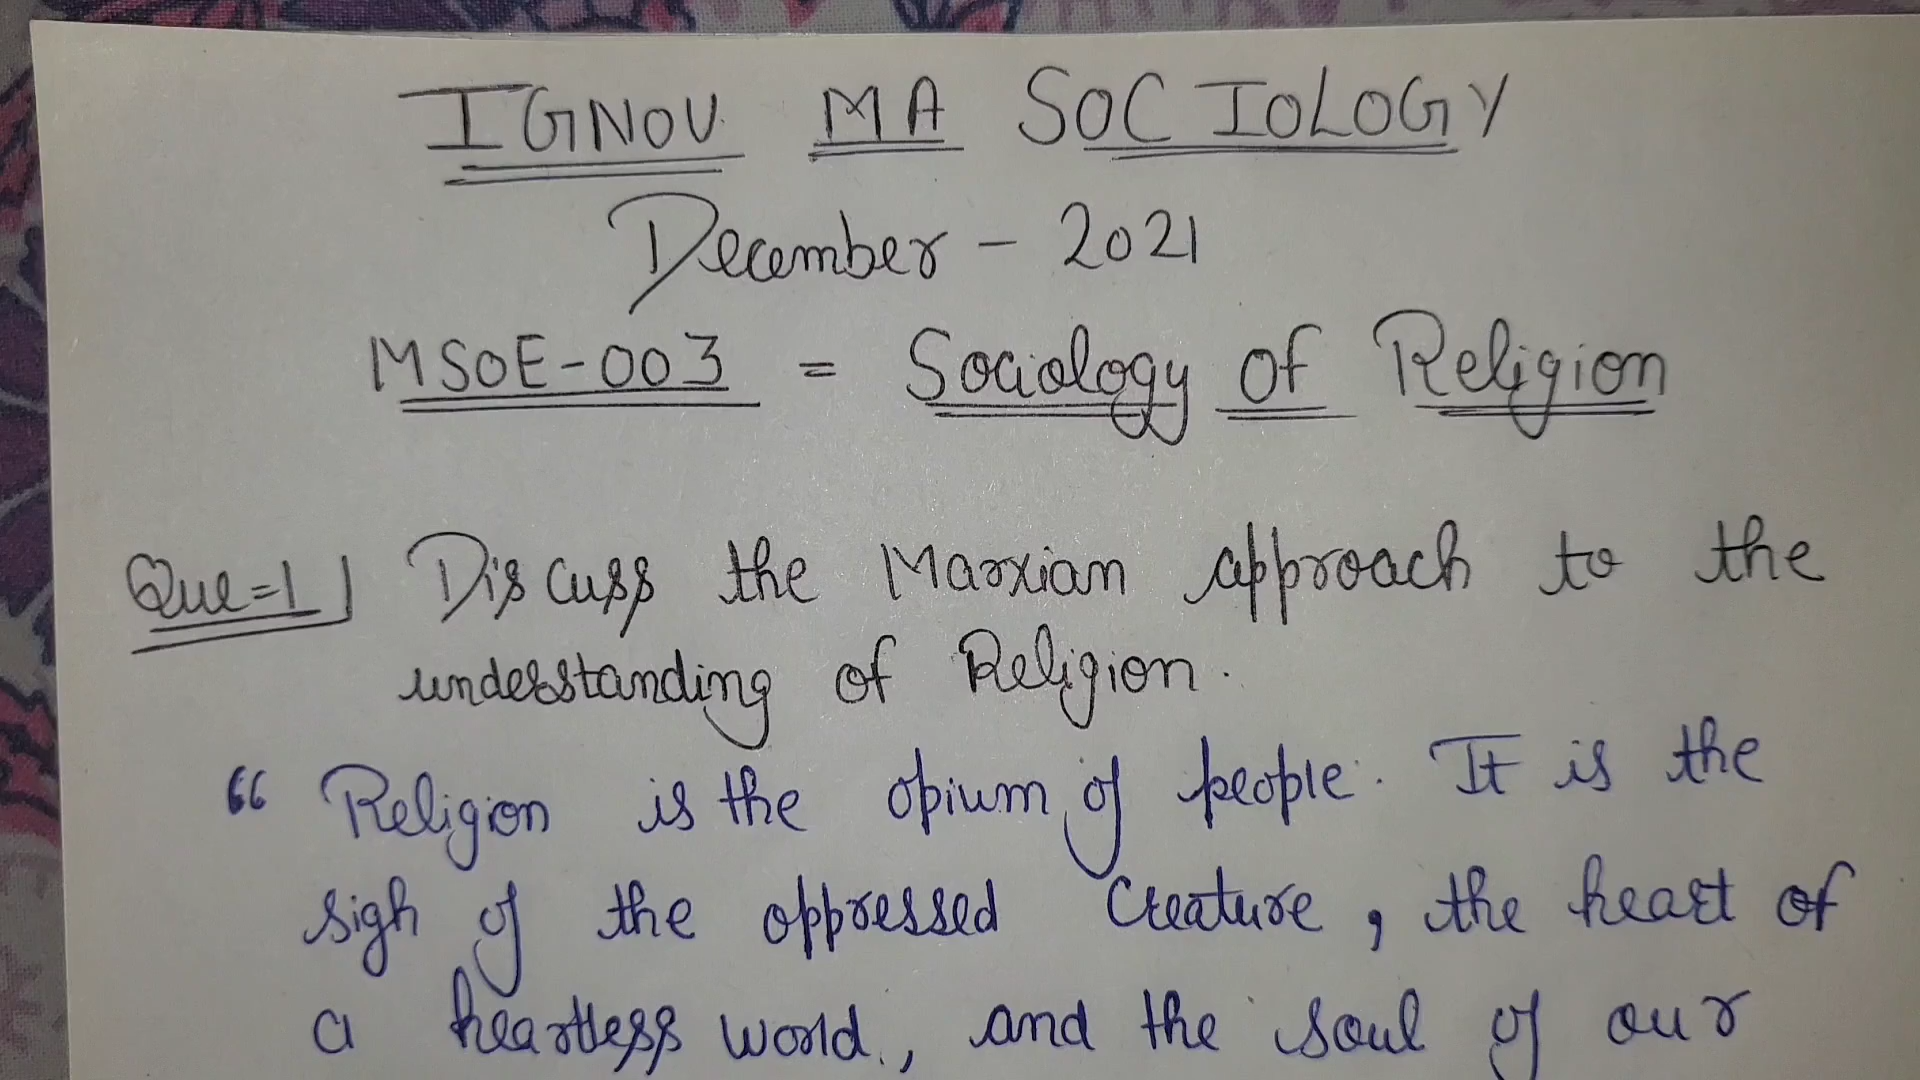 IGNOU MA SOCIOLOGY
December - 2021
MSOE-003 = Sociology of Religion
Que=1) Discuss the Marxian approach to the
understanding of Religion.
“ Religion is the opium of people. It is the
sigh of the oppressed creature, the heart of
a heartless world, and the soul of our